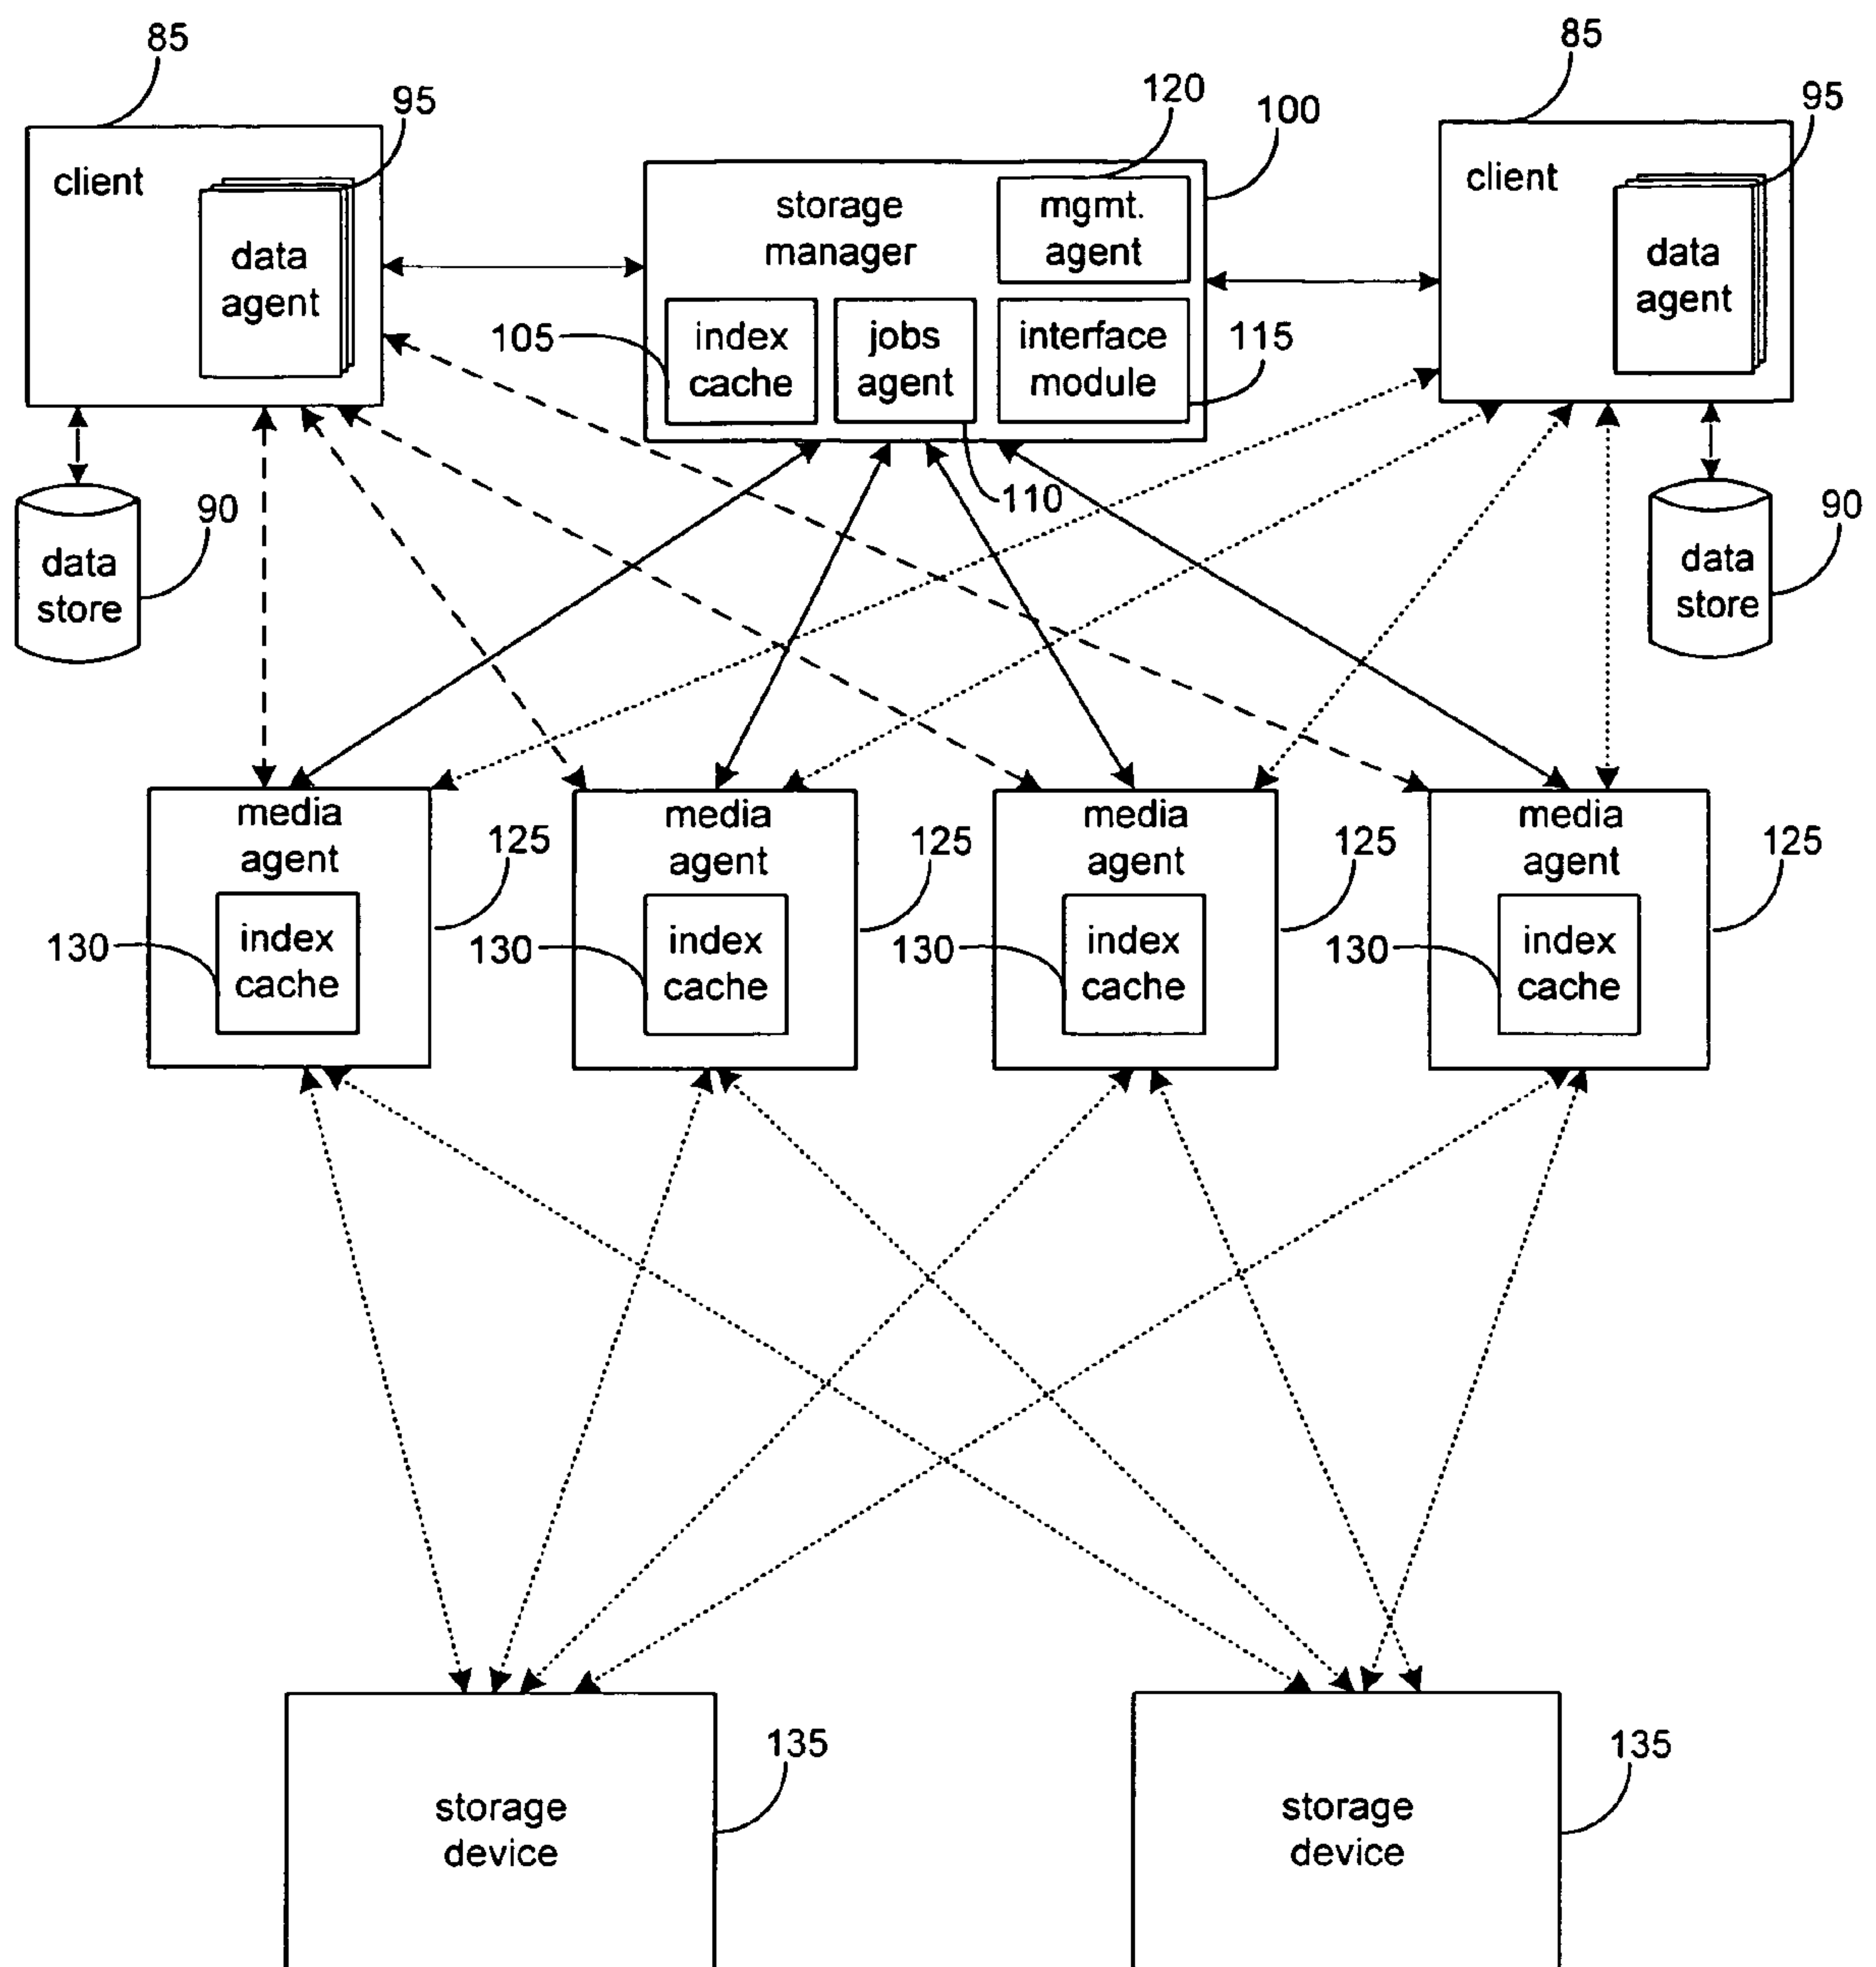 85
85
95
120
100
95
client
storage
manager
mgmt.
agent
client
data
agent
data
agent
105
index
cache
jobs
agent
interface
module
115
110
90
data
store
90
data
store
media
agent
125
media
agent
125
media
agent
125
media
agent
125
130
index
cache
130
index
cache
130
index
cache
130
index
cache
135
storage
device
135
storage
device